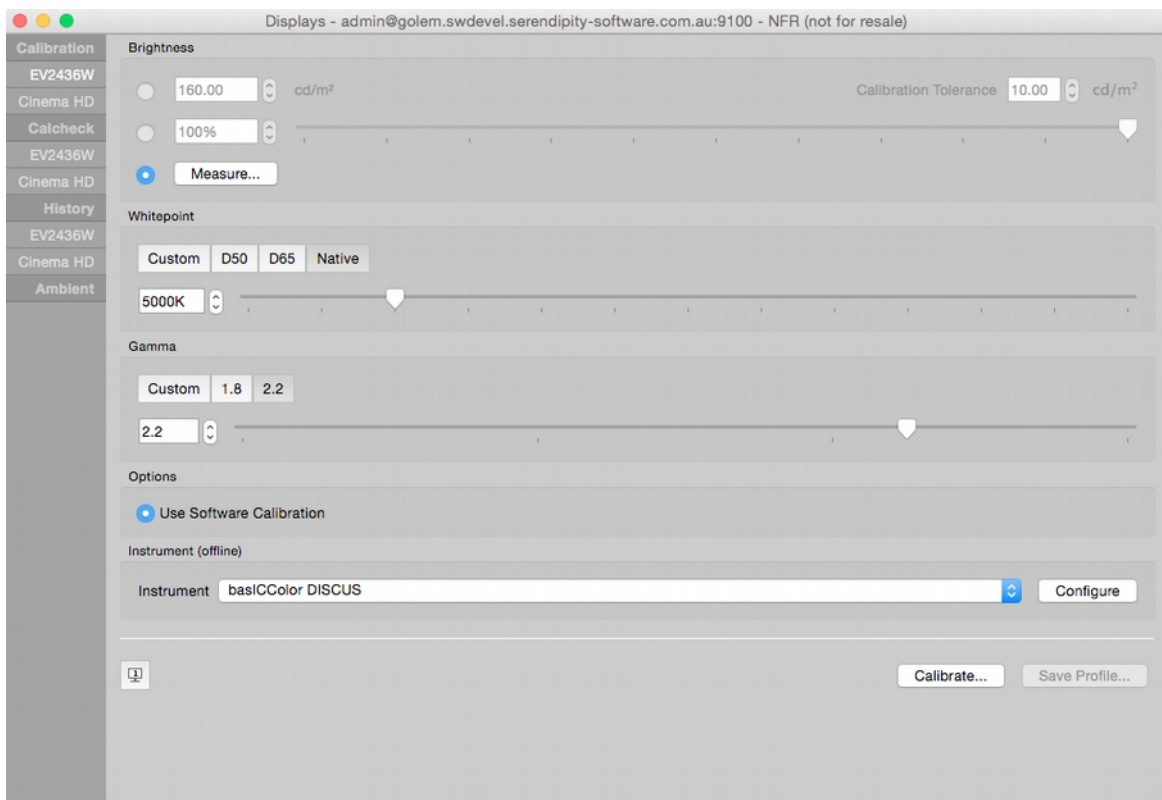 Displays - admin@golem.swdevel.serendipity-software.com.au:9100 - NFR (not for resale)
Calibration
EV2436W
Cinema HD
Calcheck
EV2436W
Cinema HD
History
EV2436W
Cinema HD
Ambient
Brightness
160.00 cd/m² Calibration Tolerance 10.00 cd/m²
100%
Measure...
Whitepoint
Custom D50 D65 Native
5000K
Gamma
Custom 1.8 2.2
2.2
Options
Use Software Calibration
Instrument (offline)
Instrument basICColor DISCUS Configure
1 Calibrate... Save Profile...